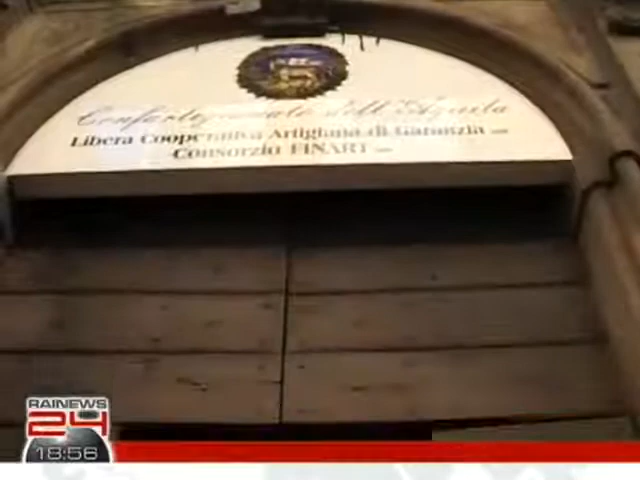 Confartigianato dell'Aquila
Libera Cooperativa Artigiana di Garanzia
Consorzio FINART
RAINEWS
24
18:56